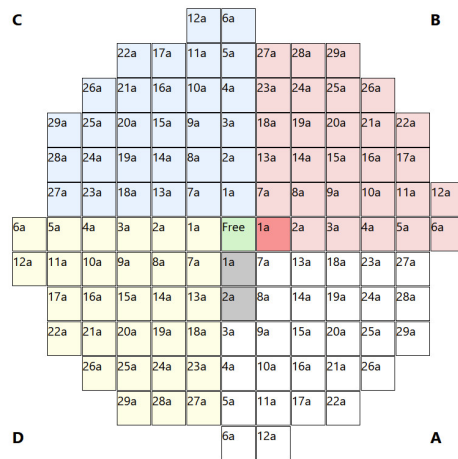 C 12a 6a B
22a 17a 11a 5a 27a 28a 29a
26a 21a 16a 10a 4a 23a 24a 25a 26a
29a 25a 20a 15a 9a 3a 18a 19a 20a 21a 22a
28a 24a 19a 14a 8a 2a 13a 14a 15a 16a 17a
27a 23a 18a 13a 7a 1a 7a 8a 9a 10a 11a 12a
6a 5a 4a 3a 2a 1a Free 1a 2a 3a 4a 5a 6a
12a 11a 10a 9a 8a 7a 1a 7a 13a 18a 23a 27a
17a 16a 15a 14a 13a 2a 8a 14a 19a 24a 28a
22a 21a 20a 19a 18a 3a 9a 15a 20a 25a 29a
26a 25a 24a 23a 4a 10a 16a 21a 26a
29a 28a 27a 5a 11a 17a 22a
D 6a 12a A